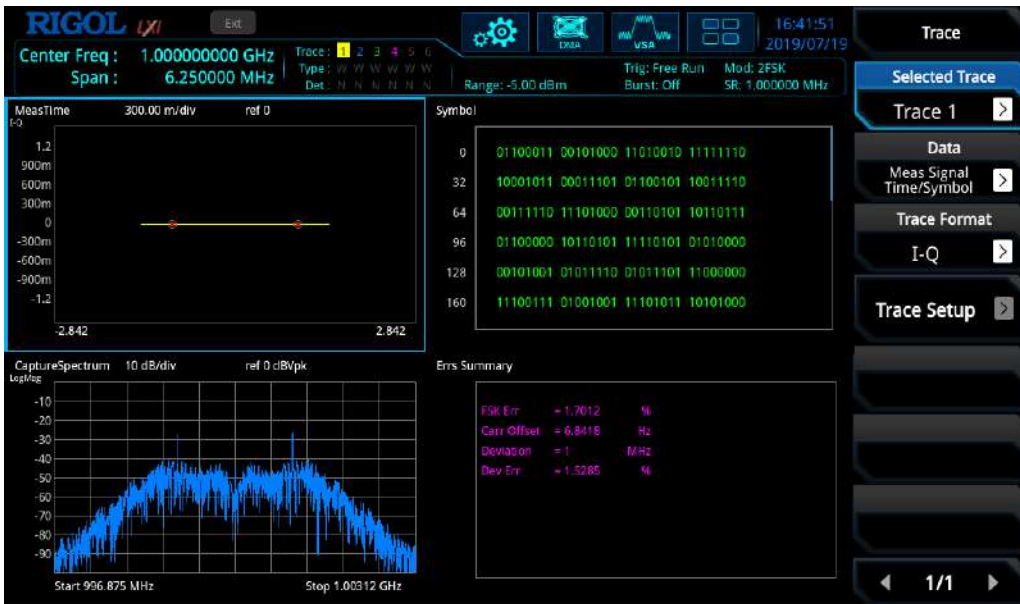 RIGOL LXI Ext
Center Freq : 1.000000000 GHz
Span : 6.250000 MHz
Trace : 1 2 3 4 5 6
Type : W W W W W W
Det : N N N N N N
DMA
VSA
16:41:51
2019/07/19
Range: -5.00 dBm
Trig: Free Run
Burst: Off
Mod: 2FSK
SR: 1.000000 MHz
MeasTime 300.00 m/div ref 0
I-Q
1.2
900m
600m
300m
0
-300m
-600m
-900m
-1.2
-2.842 2.842
Symbol
0 01100011 00101000 11010010 11111110
32 10001011 00011101 01100101 10011110
64 00111110 11101000 00110101 10110111
96 01100000 10110101 11110101 01010000
128 00101001 01011110 01011101 11000000
160 11100111 01001001 11101011 10101000
CaptureSpectrum 10 dB/div ref 0 dBVpk
LogMag
-10
-20
-30
-40
-50
-60
-70
-80
-90
Start 996.875 MHz Stop 1.00312 GHz
Errs Summary
FSK Err = 1.7012 %
Carr Offset = 6.8418 Hz
Deviation = 1 MHz
Dev Err = 1.5285 %
Trace
Selected Trace
Trace 1 >
Data
Meas Signal
Time/Symbol >
Trace Format
I-Q >
Trace Setup >
1/1